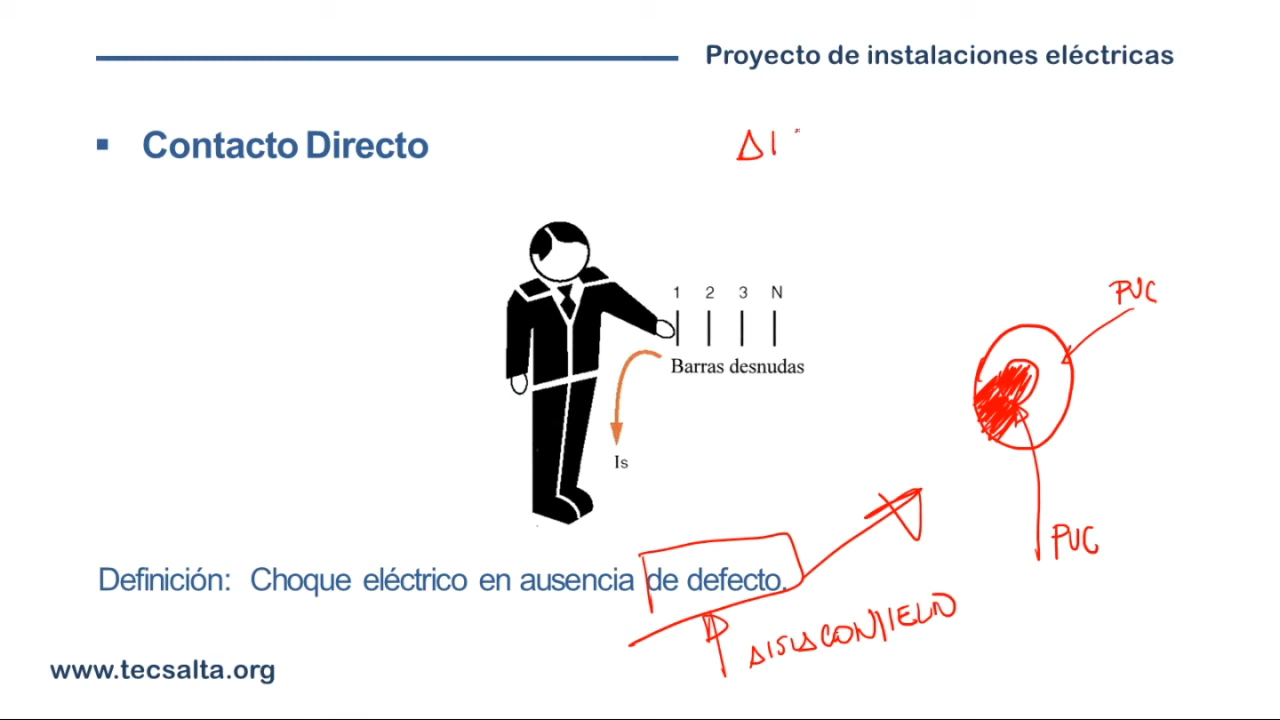 Proyecto de instalaciones eléctricas
▪ Contacto Directo
1 2 3 N
Barras desnudas
Is
PVC
PVC
Definición: Choque eléctrico en ausencia de defecto.
www.tecsalta.org